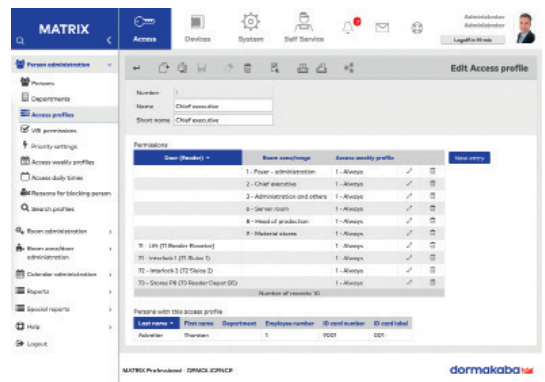 MATRIX
Access
Devices
System
Self Service
Administrator
Administrator
Logoff in 19 min
Person administration
Persons
Departments
Access profiles
VIP permissions
Priority settings
Access weekly profiles
Access daily times
Reasons for blocking person
Search profiles
Room administration
Room zone/door administration
Calendar administration
Reports
Special reports
Help
Logout
Edit Access profile
Number 1
Name Chief executive
Short name Chief executive
Permissions
Door (Reader) Room zone/range Access weekly profile
New entry
1 - Foyer - administration 1 - Always
2 - Chief executive 1 - Always
3 - Administration and others 1 - Always
6 - Server room 1 - Always
8 - Head of production 1 - Always
9 - Material stores 1 - Always
11 - Lift (11 Reader Elevator) 1 - Always
71 - Interlock 1 (71 Sluice 1) 1 - Always
72 - Interlock 2 (72 Sluice 2) 1 - Always
73 - Stores P8 (73 Reader Depot OS) 1 - Always
Number of records: 10
Persons with this access profile
Last name First name Department Employee number ID card number ID card label
Thorsten 1 9001 001
MATRIX Professional - DEMOLICENCE
dormakaba